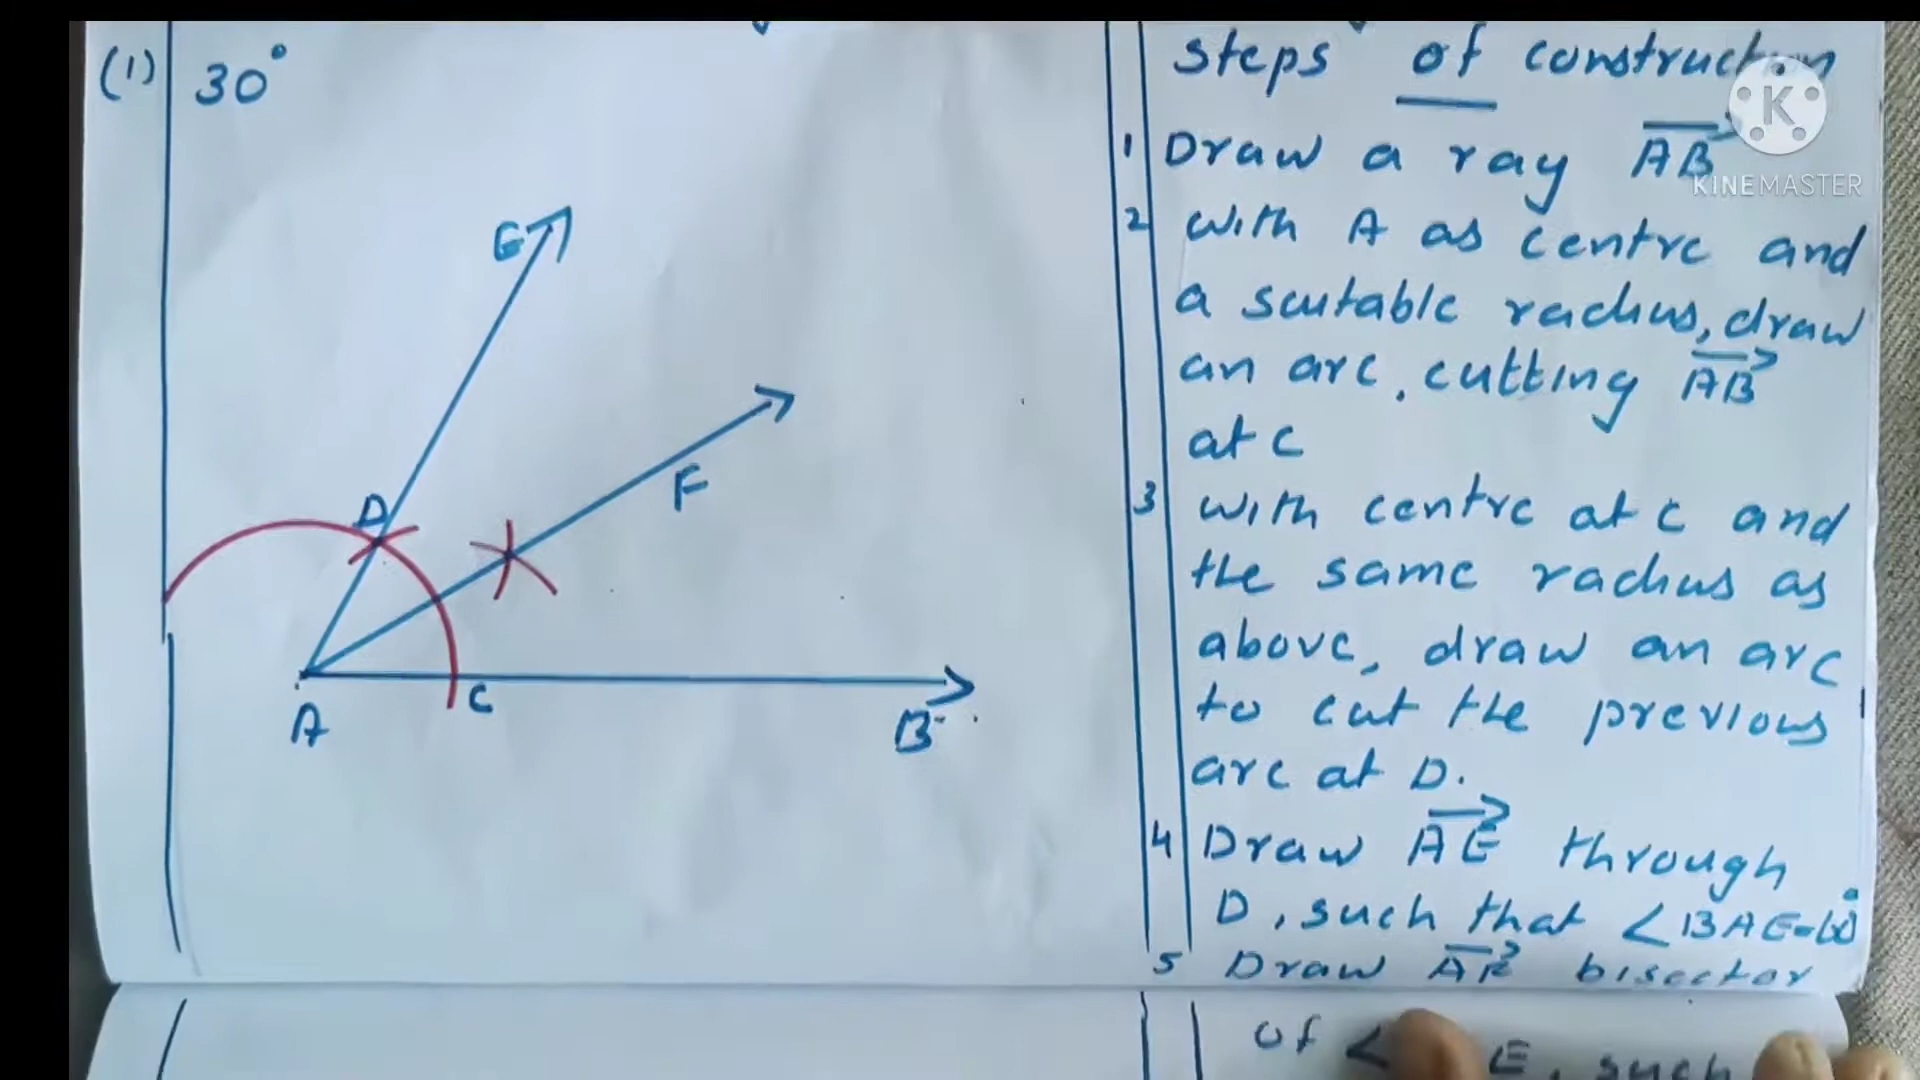 (1) 30°
E
F
D
A
C
B
steps of construction
1 Draw a ray AB
2 with A as centre and
a suitable radius, draw
an arc, cutting AB
at C
3 with centre at C and
the same radius as
above, draw an arc
to cut the previous
arc at D.
4 Draw AE through
D, such that ∠BAE=60°
5 Draw AF bisector
of ∠ E, such
K
KINEMASTER